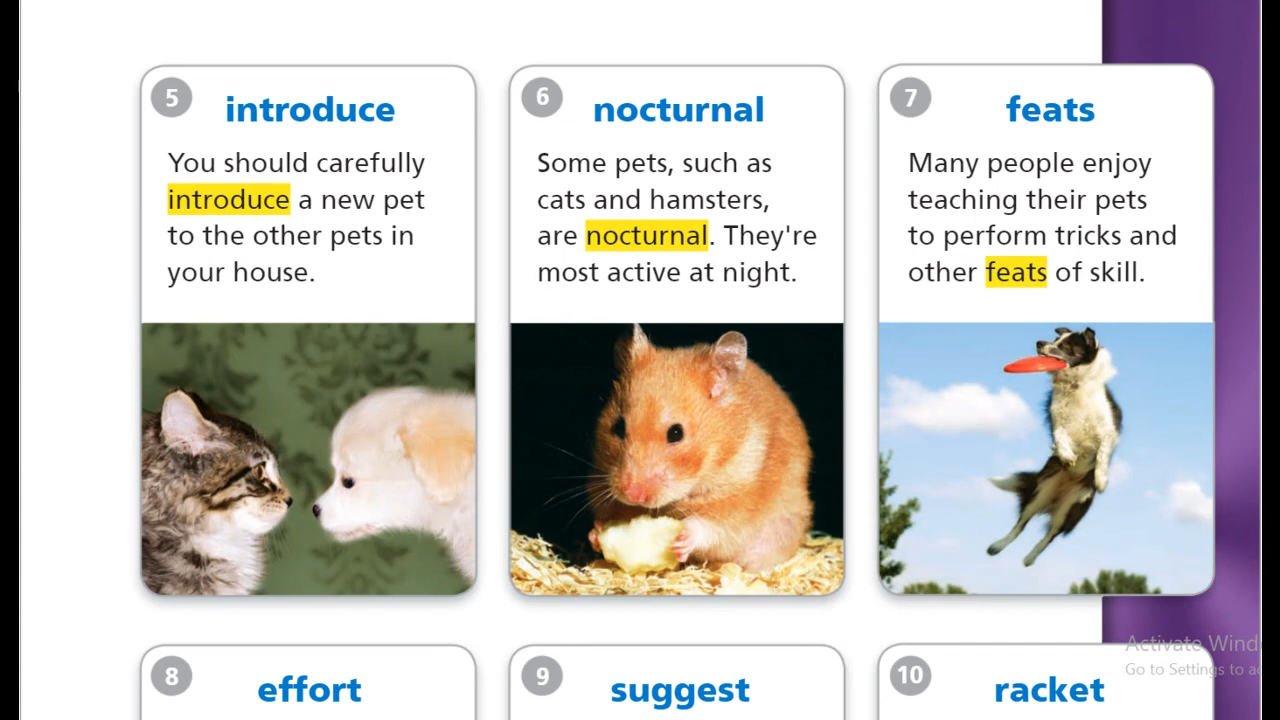 5
introduce
You should carefully
introduce a new pet
to the other pets in
your house.
6
nocturnal
Some pets, such as
cats and hamsters,
are nocturnal. They're
most active at night.
7
feats
Many people enjoy
teaching their pets
to perform tricks and
other feats of skill.
8
effort
9
suggest
10
racket
Activate Wind
Go to Settings to a